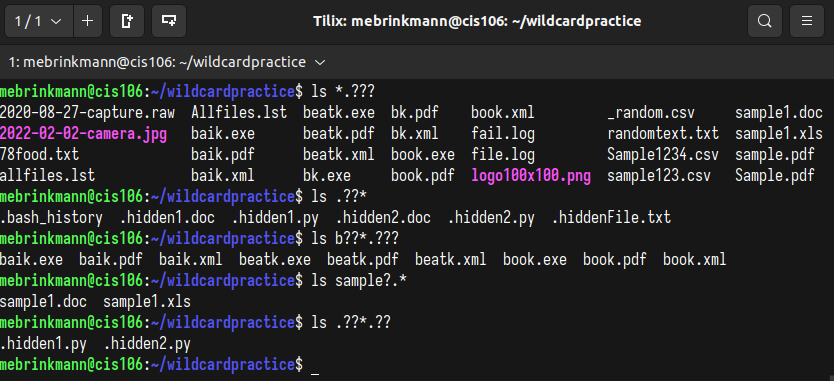 1 / 1 Tilix: mebrinkmann@cis106: ~/wildcardpractice
1: mebrinkmann@cis106: ~/wildcardpractice
mebrinkmann@cis106:~/wildcardpractice$ ls *.???
2020-08-27-capture.raw Allfiles.lst beatk.exe bk.pdf book.xml _random.csv sample1.doc
2022-02-02-camera.jpg baik.exe beatk.pdf bk.xml fail.log randomtext.txt sample1.xls
78food.txt baik.pdf beatk.xml book.exe file.log Sample1234.csv sample.pdf
allfiles.lst baik.xml bk.exe book.pdf logo100x100.png sample123.csv Sample.pdf
mebrinkmann@cis106:~/wildcardpractice$ ls .??*
.bash_history .hidden1.doc .hidden1.py .hidden2.doc .hidden2.py .hiddenFile.txt
mebrinkmann@cis106:~/wildcardpractice$ ls b??*.???
baik.exe baik.pdf baik.xml beatk.exe beatk.pdf beatk.xml book.exe book.pdf book.xml
mebrinkmann@cis106:~/wildcardpractice$ ls sample?.*
sample1.doc sample1.xls
mebrinkmann@cis106:~/wildcardpractice$ ls .??*.??
.hidden1.py .hidden2.py
mebrinkmann@cis106:~/wildcardpractice$ _